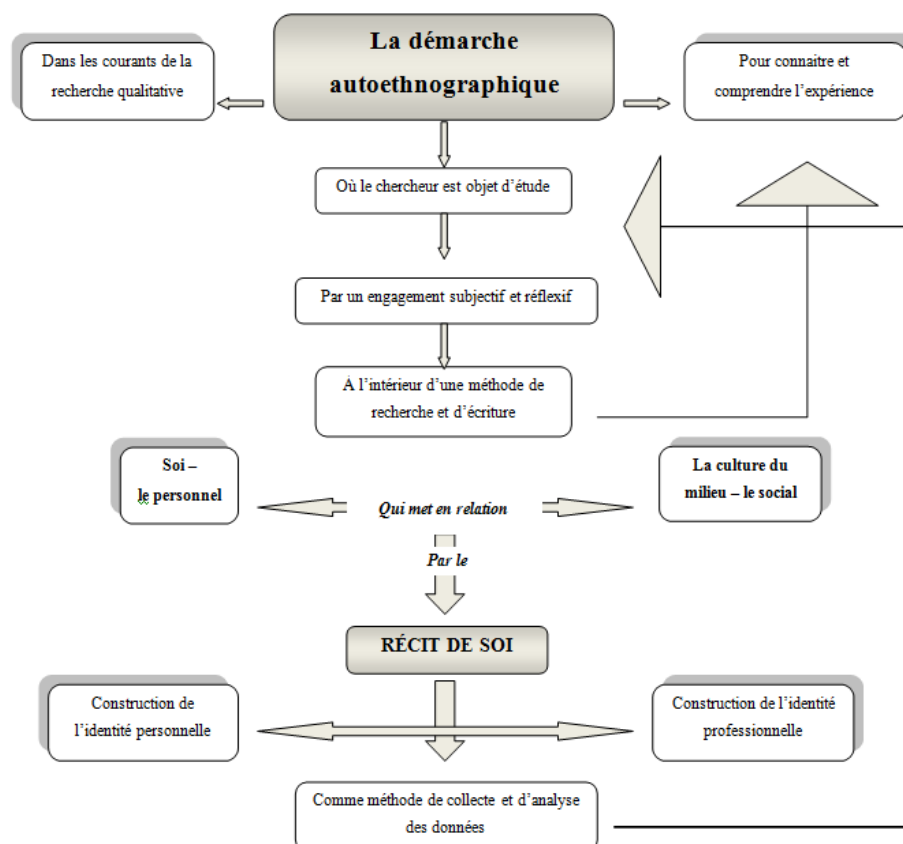 La démarche
autoethnographique
Dans les courants de la
recherche qualitative
Pour connaitre et
comprendre l'expérience
Où le chercheur est objet d'étude
Par un engagement subjectif et réflexif
À l'intérieur d'une méthode de
recherche et d'écriture
Soi –
le personnel
La culture du
milieu – le social
Qui met en relation
Par le
RÉCIT DE SOI
Construction de
l'identité personnelle
Construction de l'identité
professionnelle
Comme méthode de collecte et d'analyse
des données